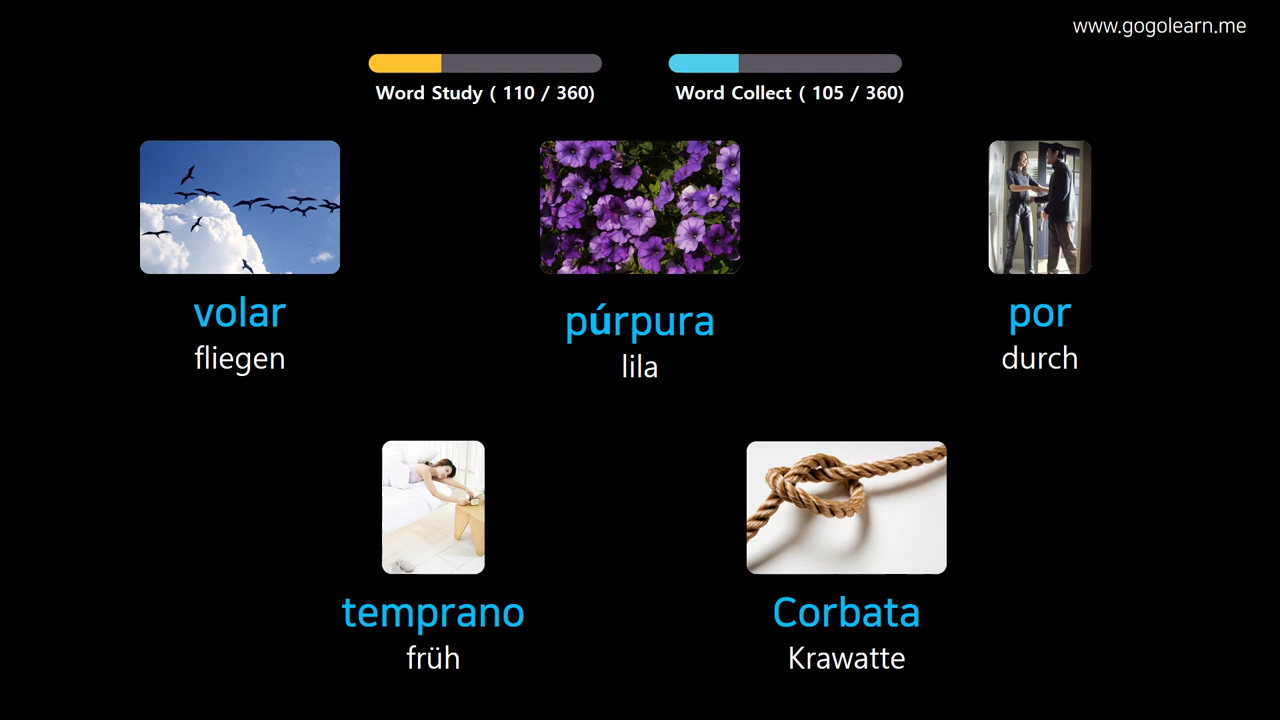 www.gogolearn.me
Word Study ( 110 / 360)
Word Collect ( 105 / 360)
volar
fliegen
púrpura
lila
por
durch
temprano
früh
Corbata
Krawatte